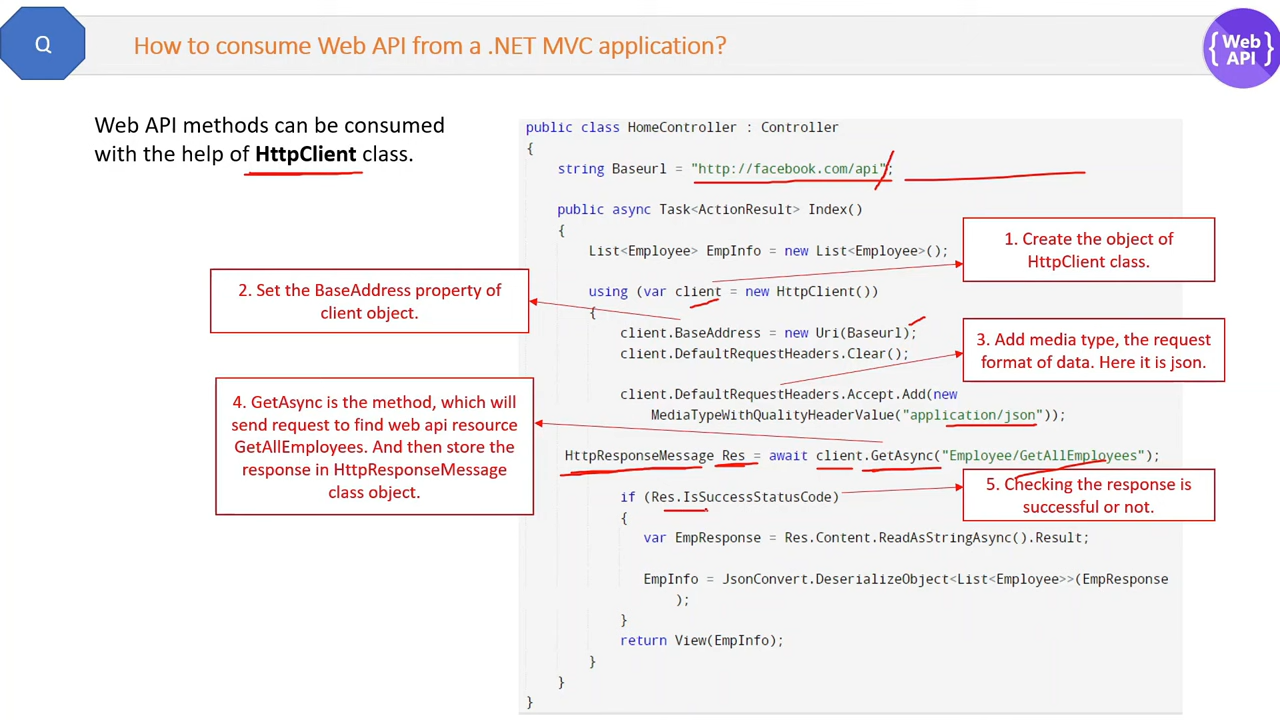 Q
How to consume Web API from a .NET MVC application?
{Web
API}
Web API methods can be consumed
with the help of HttpClient class.
public class HomeController : Controller
{
string Baseurl = "http://facebook.com/api";
public async Task<ActionResult> Index()
{
List<Employee> EmpInfo = new List<Employee>();
1. Create the object of
HttpClient class.
using (var client = new HttpClient())
{
2. Set the BaseAddress property of
client object.
client.BaseAddress = new Uri(Baseurl);
client.DefaultRequestHeaders.Clear();
3. Add media type, the request
format of data. Here it is json.
client.DefaultRequestHeaders.Accept.Add(new
MediaTypeWithQualityHeaderValue("application/json"));
4. GetAsync is the method, which will
send request to find web api resource
GetAllEmployees. And then store the
response in HttpResponseMessage
class object.
HttpResponseMessage Res = await client.GetAsync("Employee/GetAllEmployees");
5. Checking the response is
successful or not.
if (Res.IsSuccessStatusCode)
{
var EmpResponse = Res.Content.ReadAsStringAsync().Result;
EmpInfo = JsonConvert.DeserializeObject<List<Employee>>(EmpResponse
);
}
return View(EmpInfo);
}
}
}